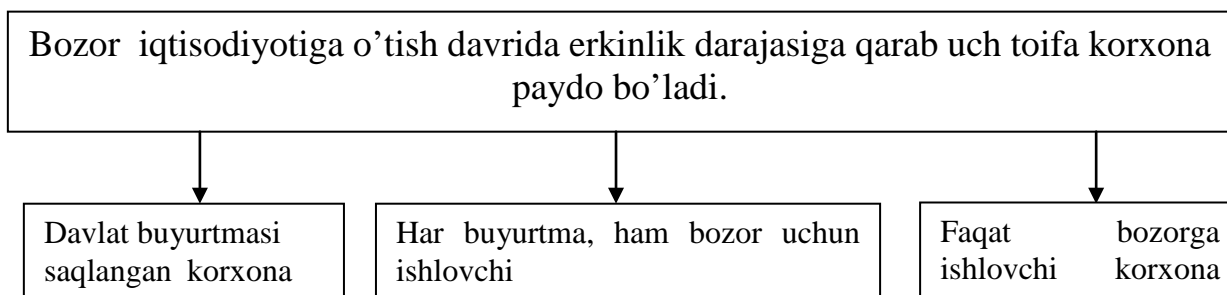 Bozor iqtisodiyotiga o’tish davrida erkinlik darajasiga qarab uch toifa korxona
paydo bo’ladi.
Davlat buyurtmasi
saqlangan korxona
Har buyurtma, ham bozor uchun
ishlovchi
Faqat bozorga
ishlovchi korxona